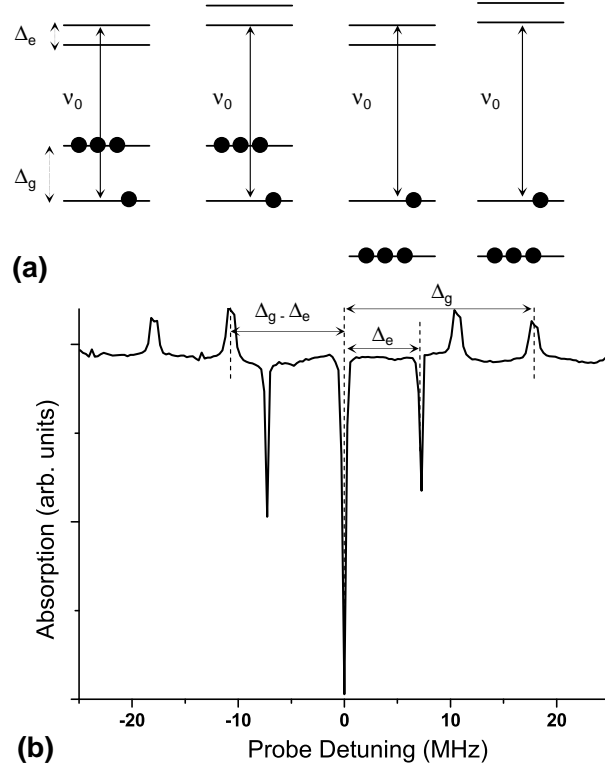 Δe
ν0 ν0 ν0 ν0
Δg
(a)
Δg - Δe
Δg
Δe
Absorption (arb. units)
-20 -10 0 10 20
Probe Detuning (MHz)
(b)